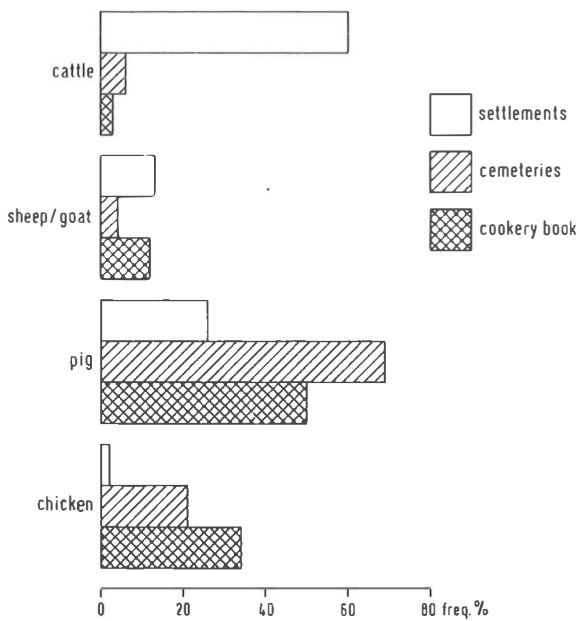 cattle
settlements
cemeteries
sheep/goat
cookery book
pig
chicken
0 20 40 60 80 freq.%